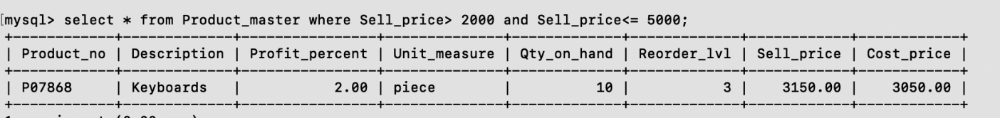 [mysql> select * from Product_master where Sell_price> 2000 and Sell_price<= 5000;
+------------+-------------+----------------+--------------+-------------+-------------+------------+------------+
| Product_no | Description | Profit_percent | Unit_measure | Qty_on_hand | Reorder_lvl | Sell_price | Cost_price |
+------------+-------------+----------------+--------------+-------------+-------------+------------+------------+
| P07868 | Keyboards | 2.00 | piece | 10 | 3 | 3150.00 | 3050.00 |
+------------+-------------+----------------+--------------+-------------+-------------+------------+------------+